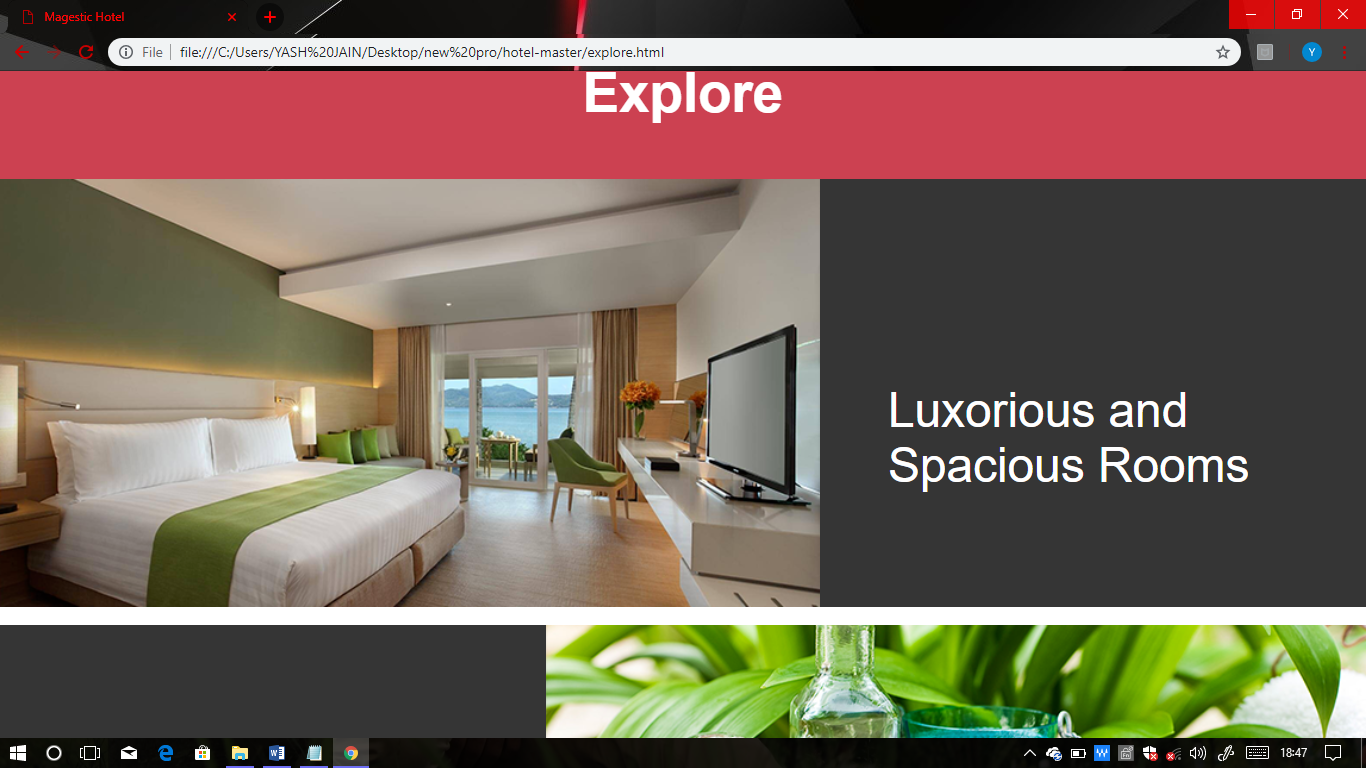 Magestic Hotel
File
file:///C:/Users/YASH%20JAIN/Desktop/new%20pro/hotel-master/explore.html
Y
Explore
Luxorious and
Spacious Rooms
18:47